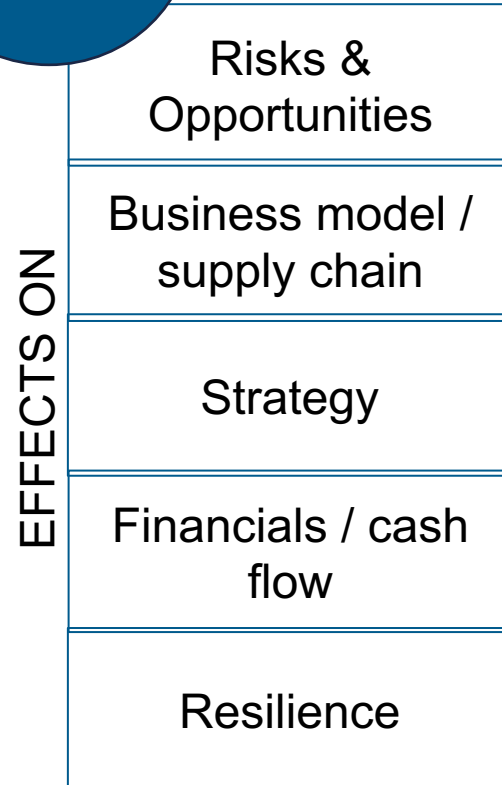 EFFECTS ON
Risks &
Opportunities
Business model /
supply chain
Strategy
Financials / cash
flow
Resilience